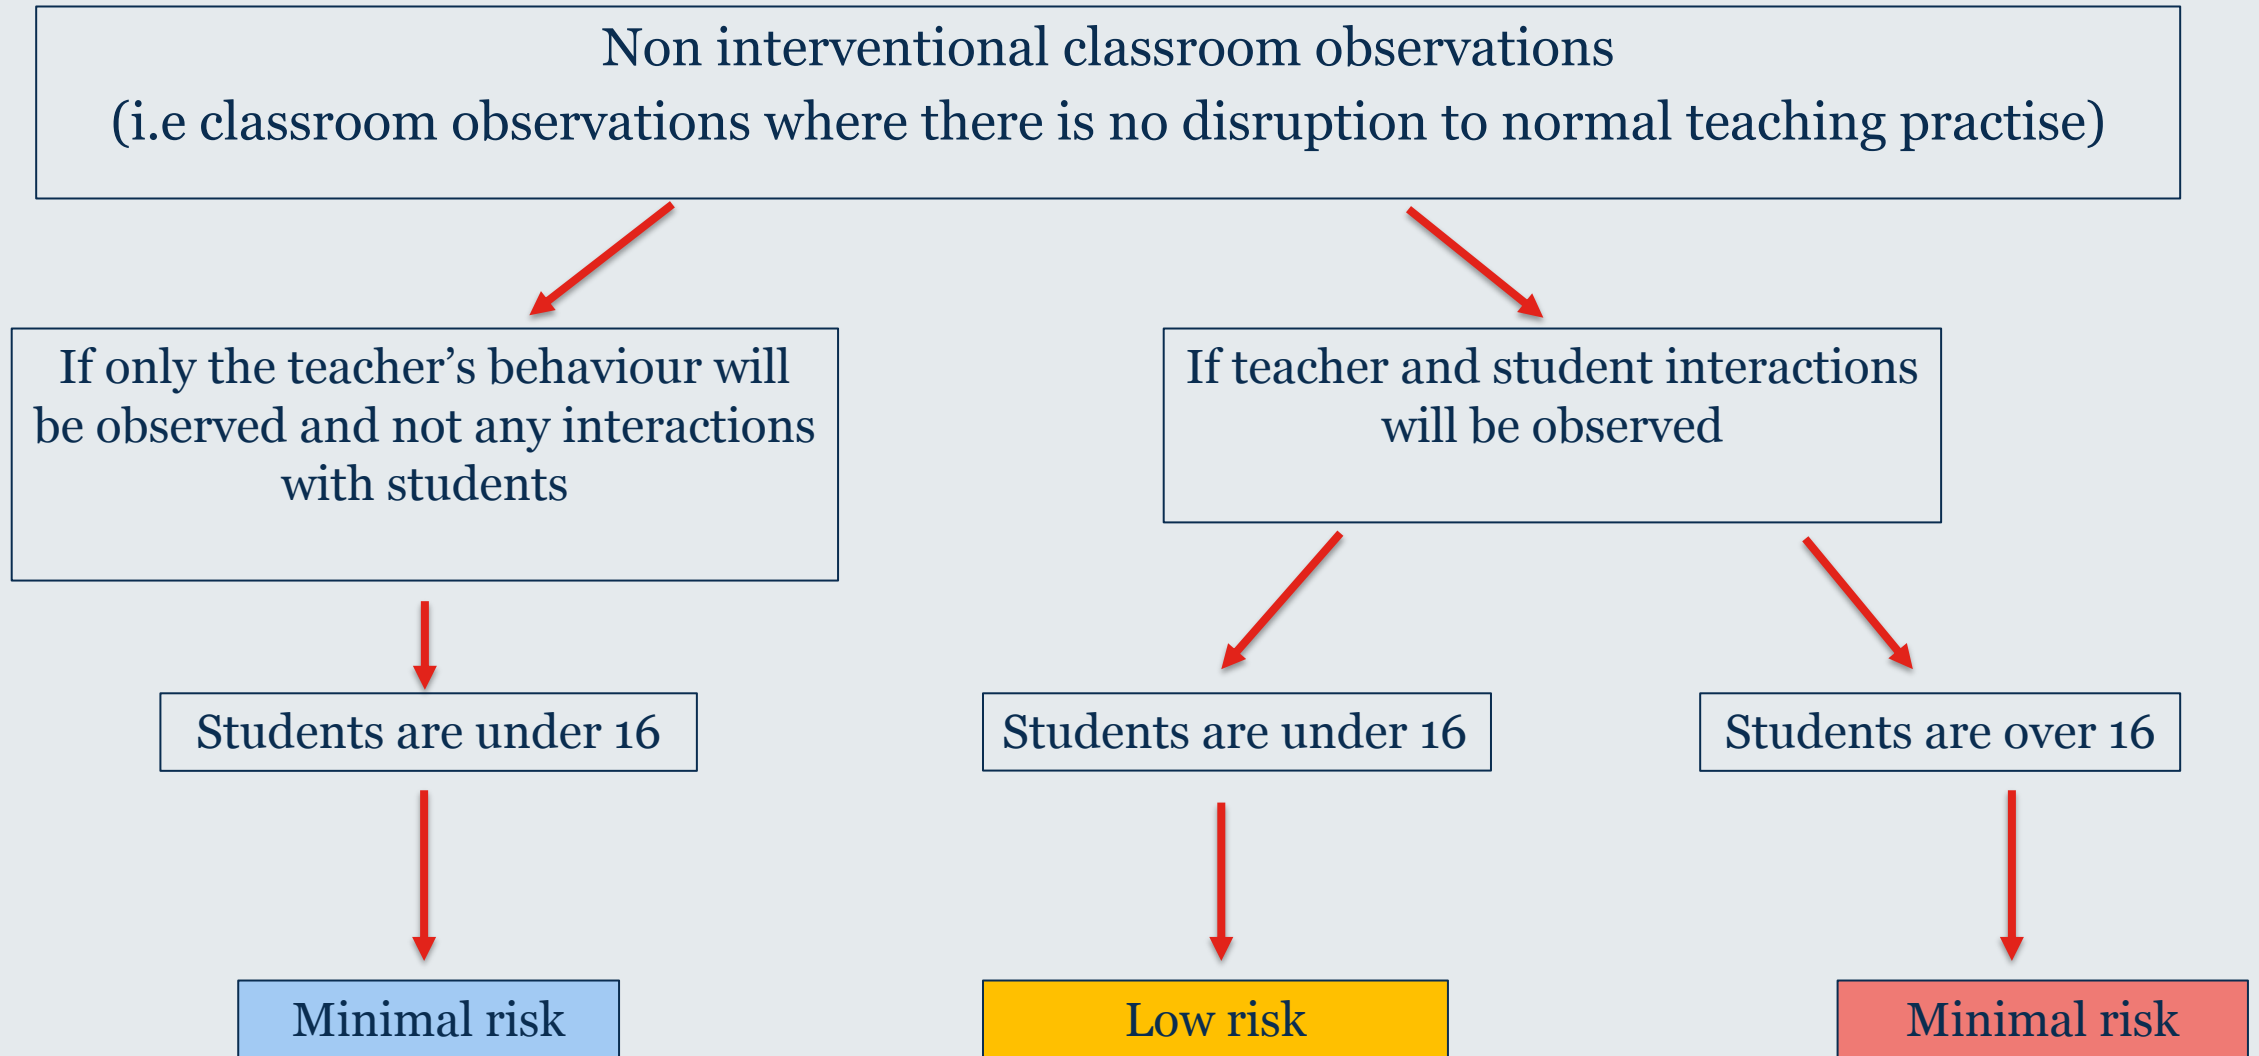 Non interventional classroom observations
(i.e classroom observations where there is no disruption to normal teaching practise)
If only the teacher’s behaviour will
be observed and not any interactions
with students
If teacher and student interactions
will be observed
Students are under 16
Students are under 16
Students are over 16
Minimal risk
Low risk
Minimal risk